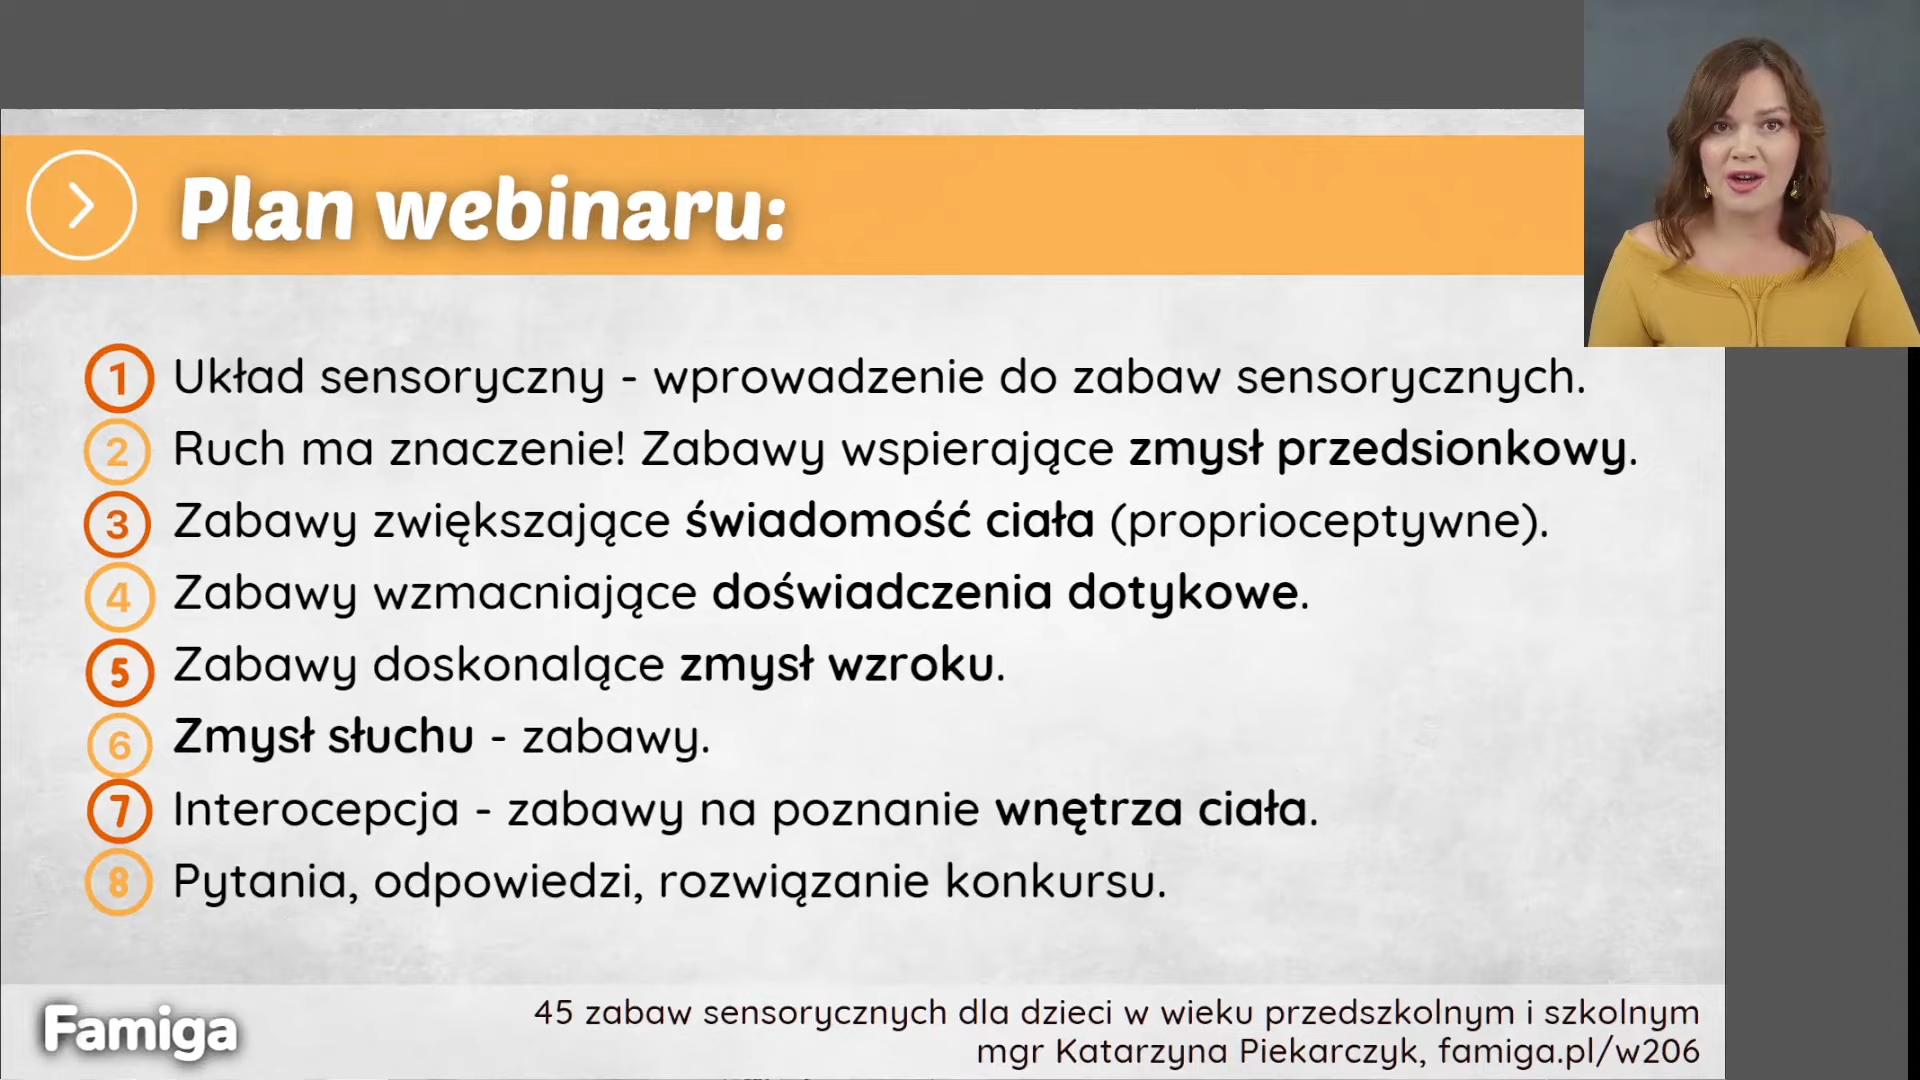 Plan webinaru:
1 Układ sensoryczny - wprowadzenie do zabaw sensorycznych.
2 Ruch ma znaczenie! Zabawy wspierające zmysł przedsionkowy.
3 Zabawy zwiększające świadomość ciała (proprioceptywne).
4 Zabawy wzmacniające doświadczenia dotykowe.
5 Zabawy doskonalące zmysł wzroku.
6 Zmysł słuchu - zabawy.
7 Interocepcja - zabawy na poznanie wnętrza ciała.
8 Pytania, odpowiedzi, rozwiązanie konkursu.
Famiga
45 zabaw sensorycznych dla dzieci w wieku przedszkolnym i szkolnym
mgr Katarzyna Piekarczyk, famiga.pl/w206